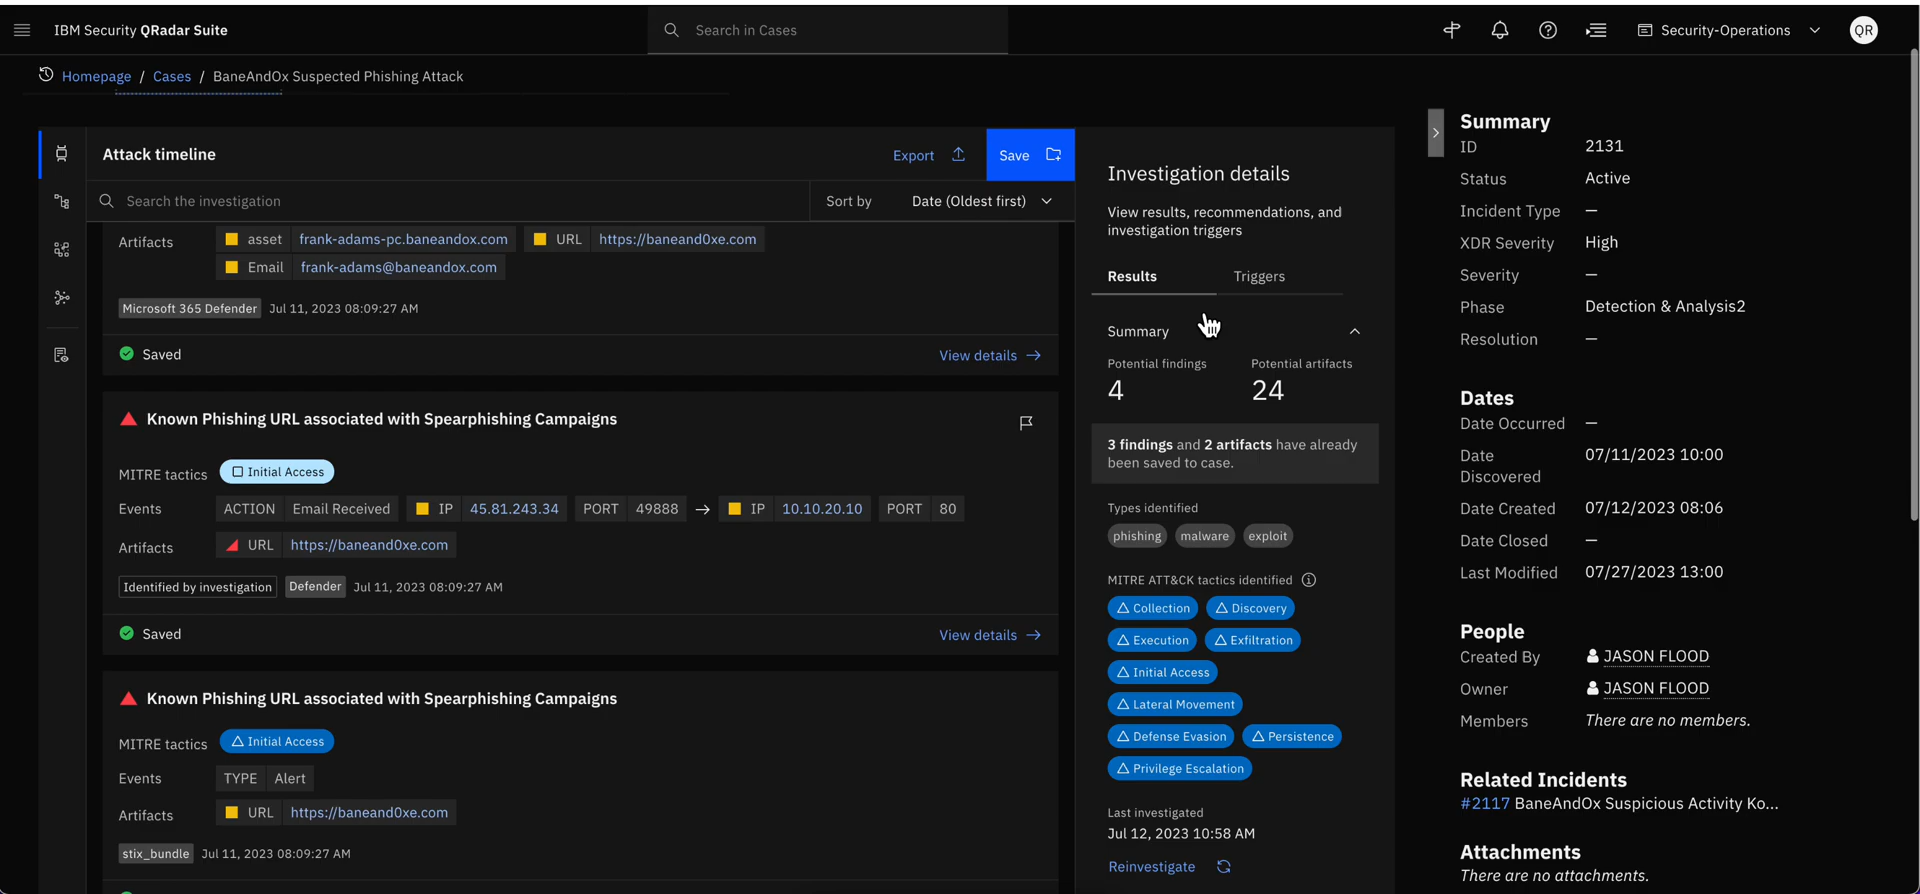 IBM Security QRadar Suite
Search in Cases
Security-Operations
QR
Homepage / Cases / BaneAndOx Suspected Phishing Attack
Attack timeline
Export
Save
Search the investigation
Sort by
Date (Oldest first)
Artifacts
asset frank-adams-pc.baneandox.com
URL https://baneand0xe.com
Email frank-adams@baneandox.com
Microsoft 365 Defender Jul 11, 2023 08:09:27 AM
Saved
View details →
Known Phishing URL associated with Spearphishing Campaigns
MITRE tactics Initial Access
Events ACTION Email Received IP 45.81.243.34 PORT 49888 → IP 10.10.20.10 PORT 80
Artifacts URL https://baneand0xe.com
Identified by investigation Defender Jul 11, 2023 08:09:27 AM
Saved
View details →
Known Phishing URL associated with Spearphishing Campaigns
MITRE tactics Initial Access
Events TYPE Alert
Artifacts URL https://baneand0xe.com
stix_bundle Jul 11, 2023 08:09:27 AM
Investigation details
View results, recommendations, and
investigation triggers
Results Triggers
Summary
Potential findings Potential artifacts
4 24
3 findings and 2 artifacts have already
been saved to case.
Types identified
phishing malware exploit
MITRE ATT&CK tactics identified
Collection Discovery
Execution Exfiltration
Initial Access
Lateral Movement
Defense Evasion Persistence
Privilege Escalation
Last investigated
Jul 12, 2023 10:58 AM
Reinvestigate
Summary
ID 2131
Status Active
Incident Type —
XDR Severity High
Severity —
Phase Detection & Analysis2
Resolution —
Dates
Date Occurred —
Date
Discovered 07/11/2023 10:00
Date Created 07/12/2023 08:06
Date Closed —
Last Modified 07/27/2023 13:00
People
Created By JASON FLOOD
Owner JASON FLOOD
Members There are no members.
Related Incidents
#2117 BaneAndOx Suspicious Activity Ko...
Attachments
There are no attachments.